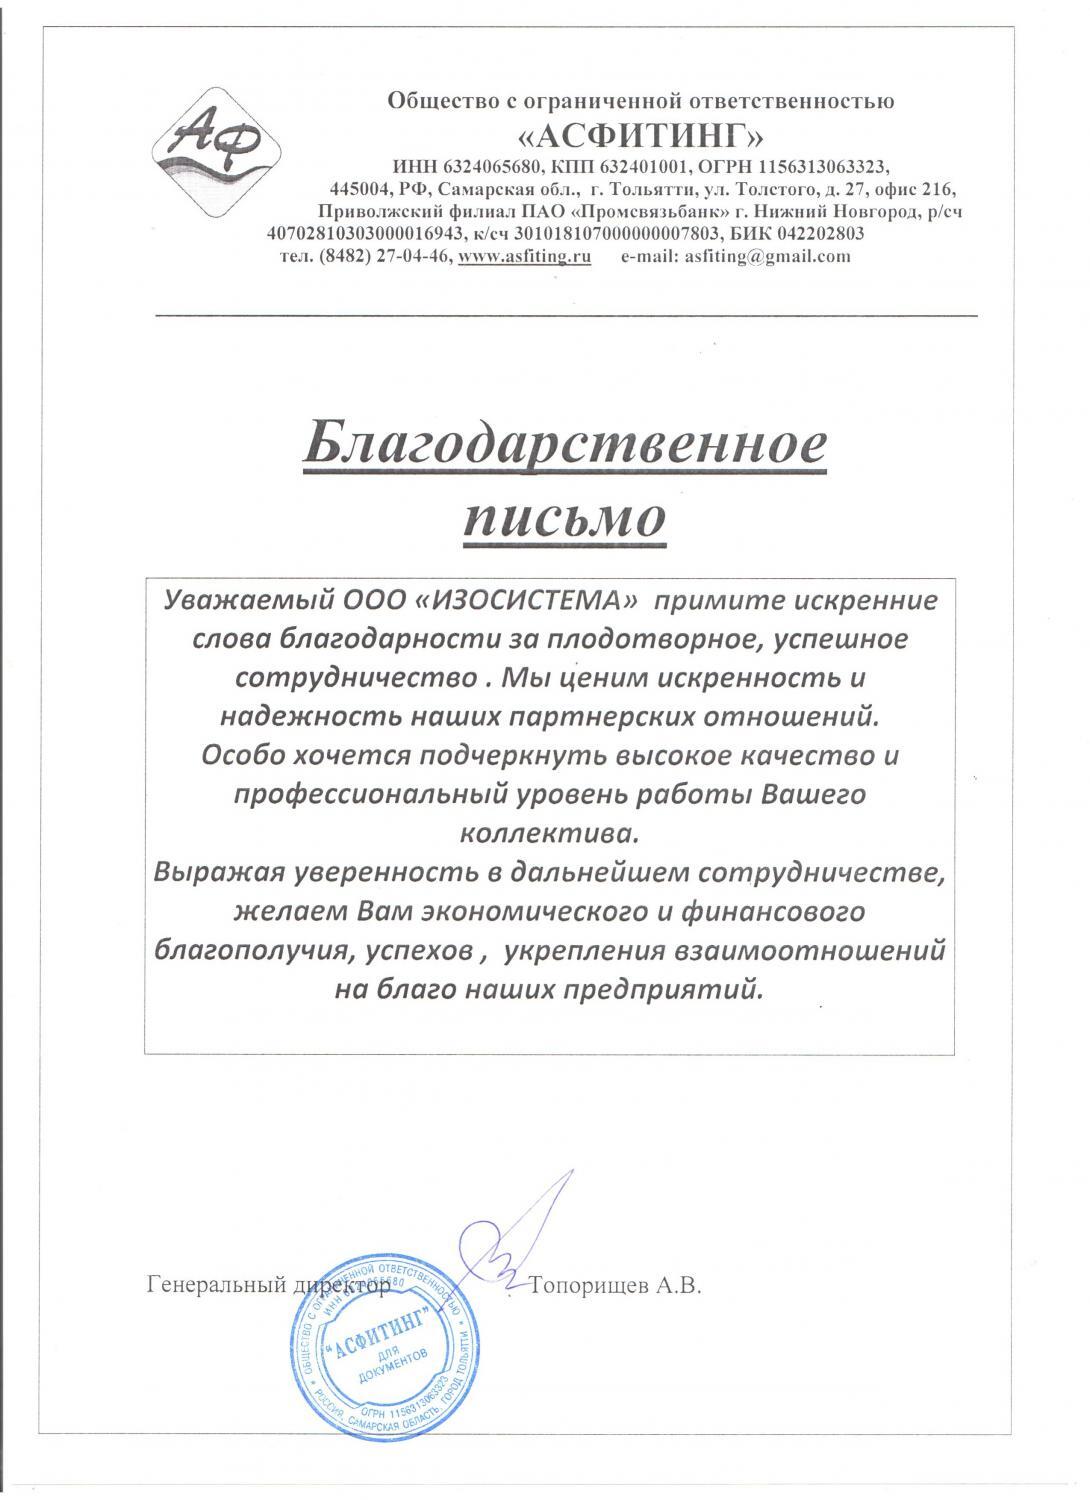 АФ
Общество с ограниченной ответственностью
«АСФИТИНГ»
ИНН 6324065680, КПП 632401001, ОГРН 1156313063323,
445004, РФ, Самарская обл., г. Тольятти, ул. Толстого, д. 27, офис 216,
Приволжский филиал ПАО «Промсвязьбанк» г. Нижний Новгород, р/сч
40702810303000016943, к/сч 301018107000000007803, БИК 042202803
тел. (8482) 27-04-46, www.asfiting.ru e-mail: asfiting@gmail.com
Благодарственное
письмо
Уважаемый ООО «ИЗОСИСТЕМА» примите искренние
слова благодарности за плодотворное, успешное
сотрудничество . Мы ценим искренность и
надежность наших партнерских отношений.
Особо хочется подчеркнуть высокое качество и
профессиональный уровень работы Вашего
коллектива.
Выражая уверенность в дальнейшем сотрудничестве,
желаем Вам экономического и финансового
благополучия, успехов , укрепления взаимоотношений
на благо наших предприятий.
Генеральный директор Топорищев А.В.
ОБЩЕСТВО С ОГРАНИЧЕННОЙ ОТВЕТСТВЕННОСТЬЮ
ИНН 6324065680
"АСФИТИНГ"
ДЛЯ
ДОКУМЕНТОВ
ОГРН 1156313063323
РОССИЯ, САМАРСКАЯ ОБЛАСТЬ, ГОРОД ТОЛЬЯТТИ